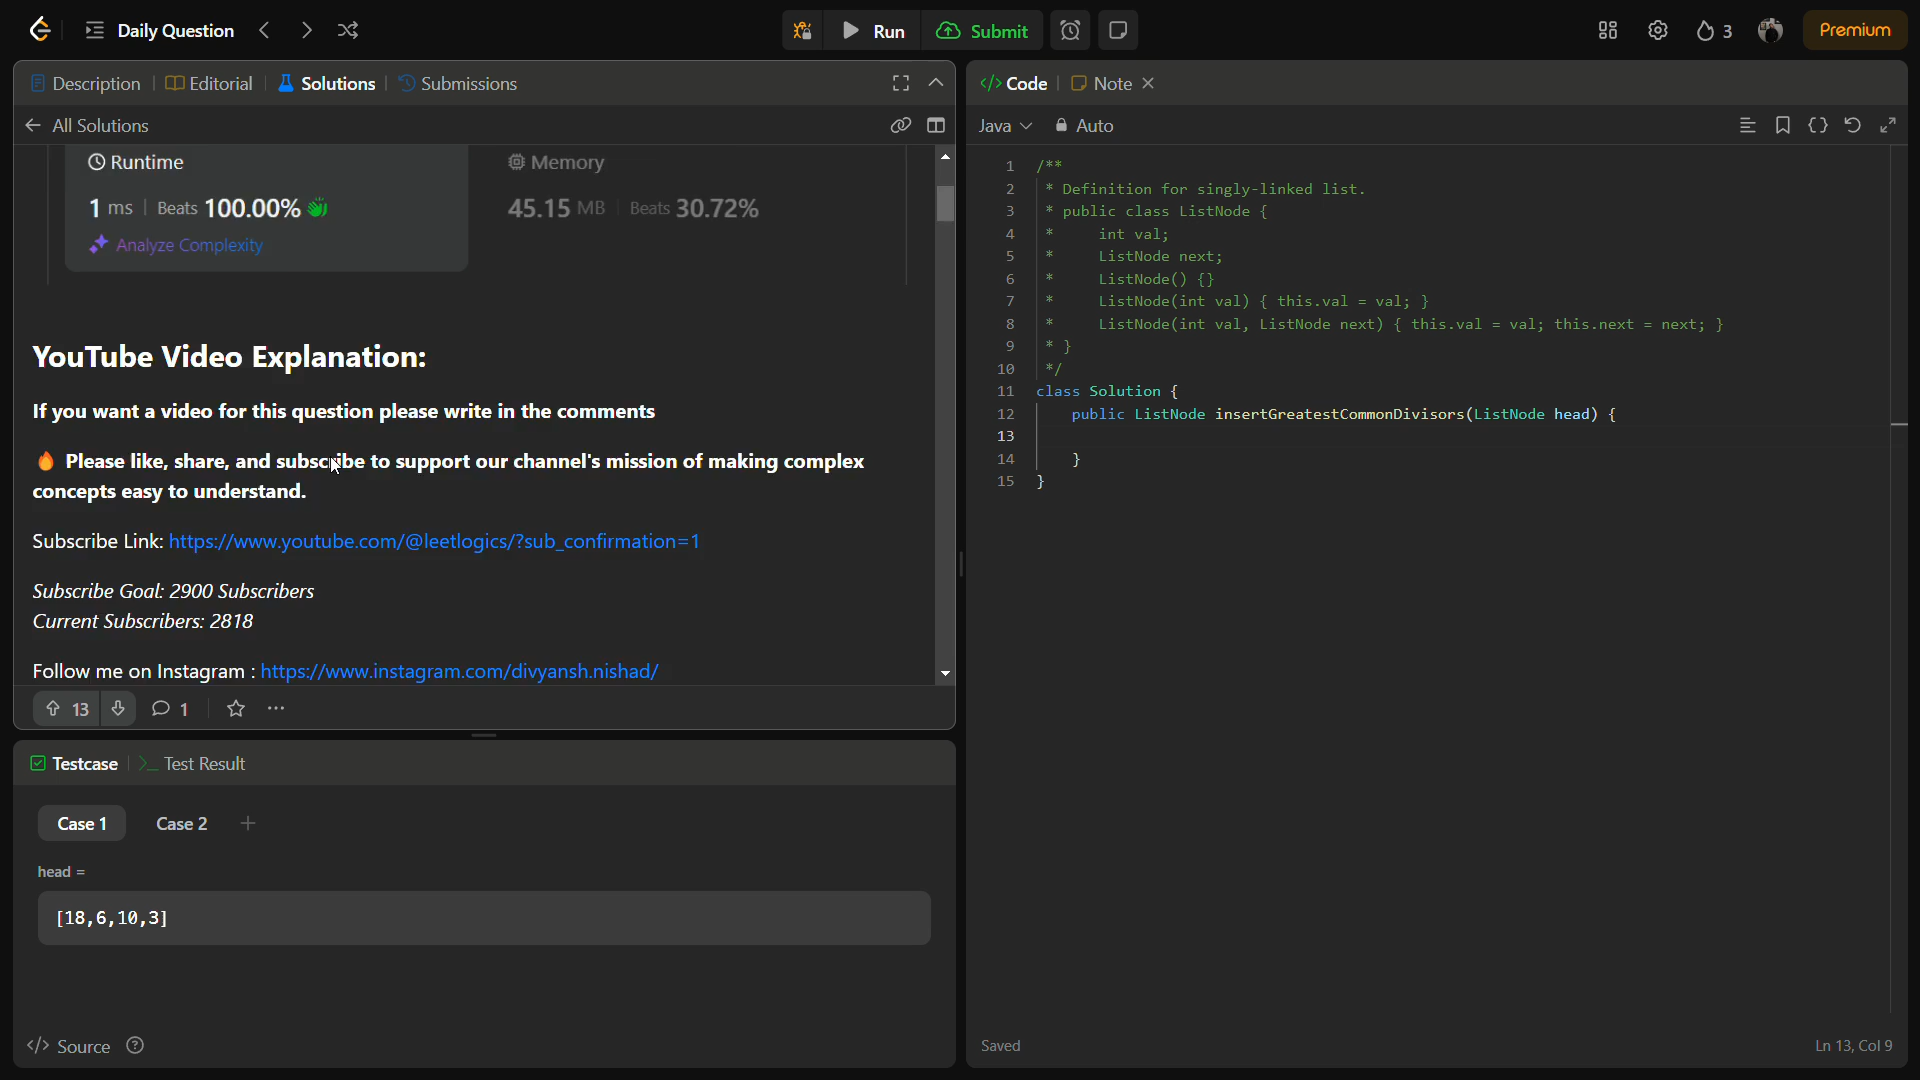 Daily Question
Run
Submit
3
Premium
Description
Editorial
Solutions
Submissions
All Solutions
Runtime
1 ms | Beats 100.00%
Analyze Complexity
Memory
45.15 MB | Beats 30.72%
YouTube Video Explanation:
If you want a video for this question please write in the comments
🔥 Please like, share, and subscribe to support our channel's mission of making complex
concepts easy to understand.
Subscribe Link: https://www.youtube.com/@leetlogics/?sub_confirmation=1
Subscribe Goal: 2900 Subscribers
Current Subscribers: 2818
Follow me on Instagram : https://www.instagram.com/divyansh.nishad/
13
1
Testcase
>_ Test Result
Case 1
Case 2
+
head =
[18,6,10,3]
</> Source
</> Code
Note
Java
Auto
1 /**
2 * Definition for singly-linked list.
3 * public class ListNode {
4 * int val;
5 * ListNode next;
6 * ListNode() {}
7 * ListNode(int val) { this.val = val; }
8 * ListNode(int val, ListNode next) { this.val = val; this.next = next; }
9 * }
10 */
11 class Solution {
12 public ListNode insertGreatestCommonDivisors(ListNode head) {
13
14 }
15 }
Saved
Ln 13, Col 9